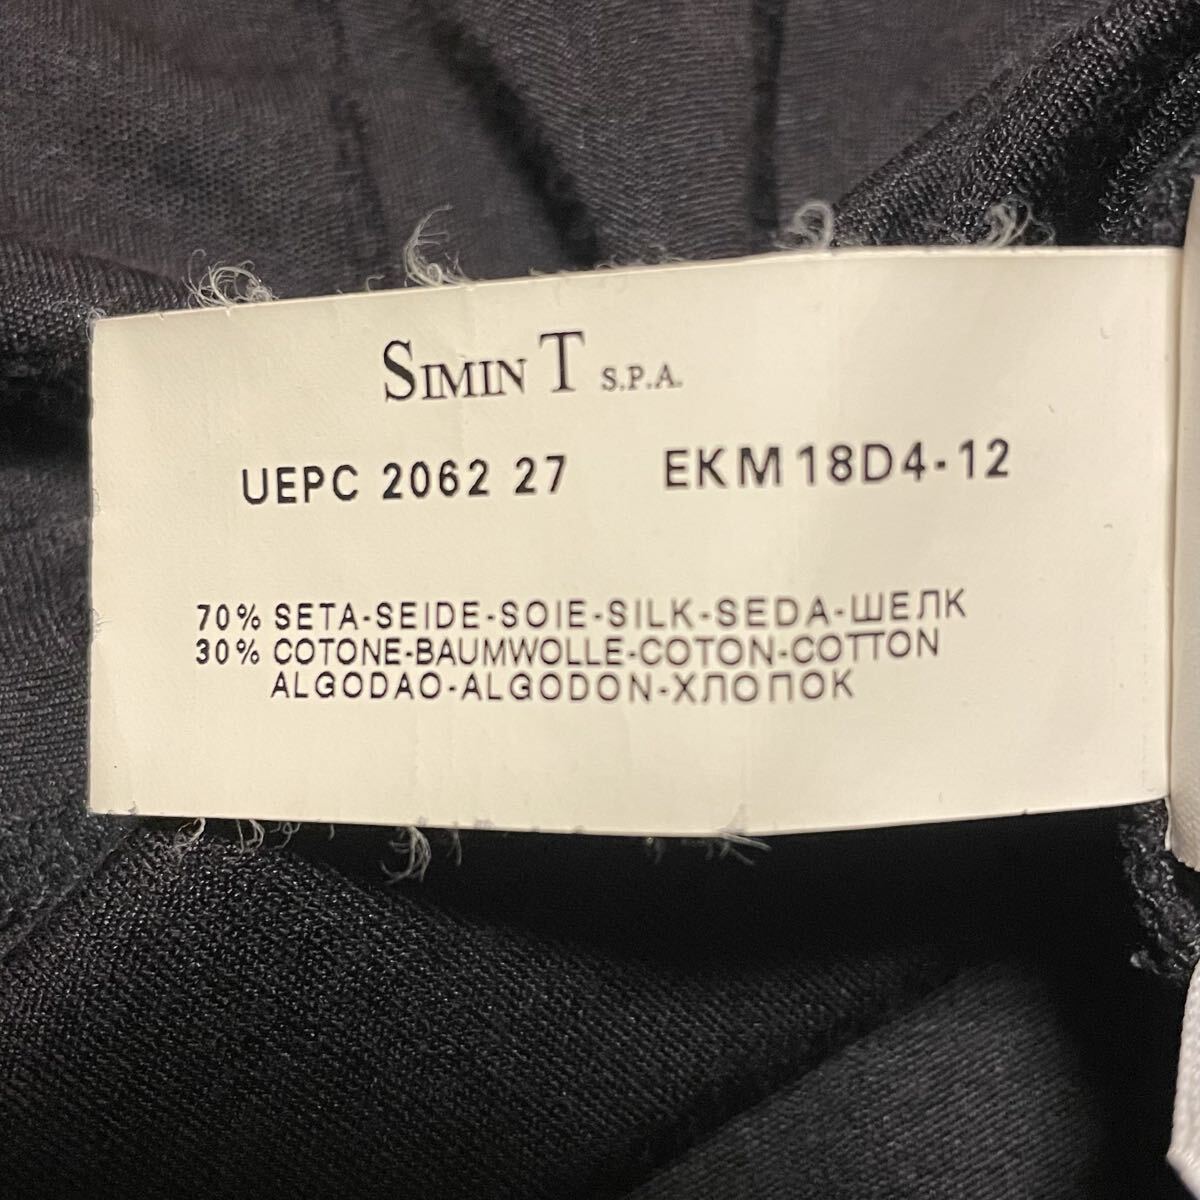 SIMIN T S.P.A.
UEPC 2062 27 EKM18D4-12
70% SETA-SEIDE-SOIE-SILK-SEDA-ШЕЛК
30% COTONE-BAUMWOLLE-COTON-COTTON
ALGODAO-ALGODON-ХЛОПОК